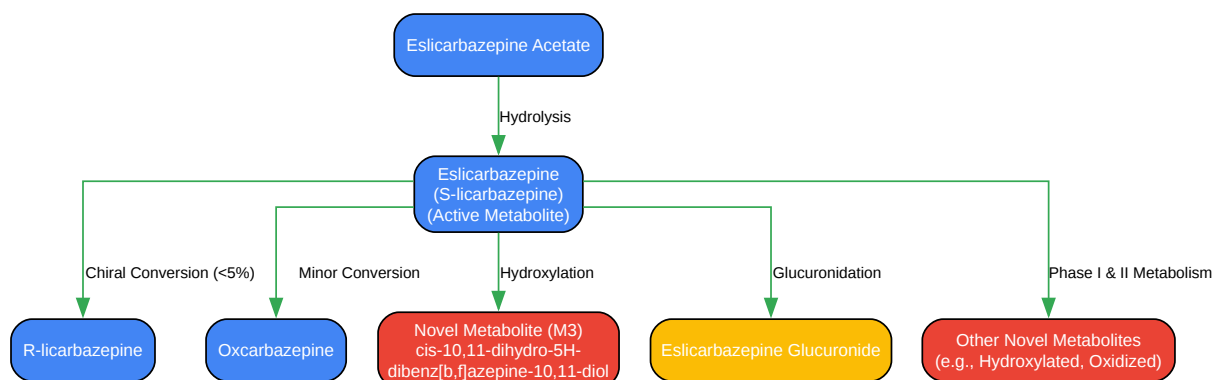 Eslicarbazepine Acetate
Hydrolysis
Eslicarbazepine
(S-licarbazepine)
(Active Metabolite)
Chiral Conversion (<5%)
Minor Conversion
Hydroxylation
Glucuronidation
Phase I & II Metabolism
R-licarbazepine
Oxcarbazepine
Novel Metabolite (M3)
cis-10,11-dihydro-5H-
dibenz[b,f]azepine-10,11-diol
Eslicarbazepine Glucuronide
Other Novel Metabolites
(e.g., Hydroxylated, Oxidized)